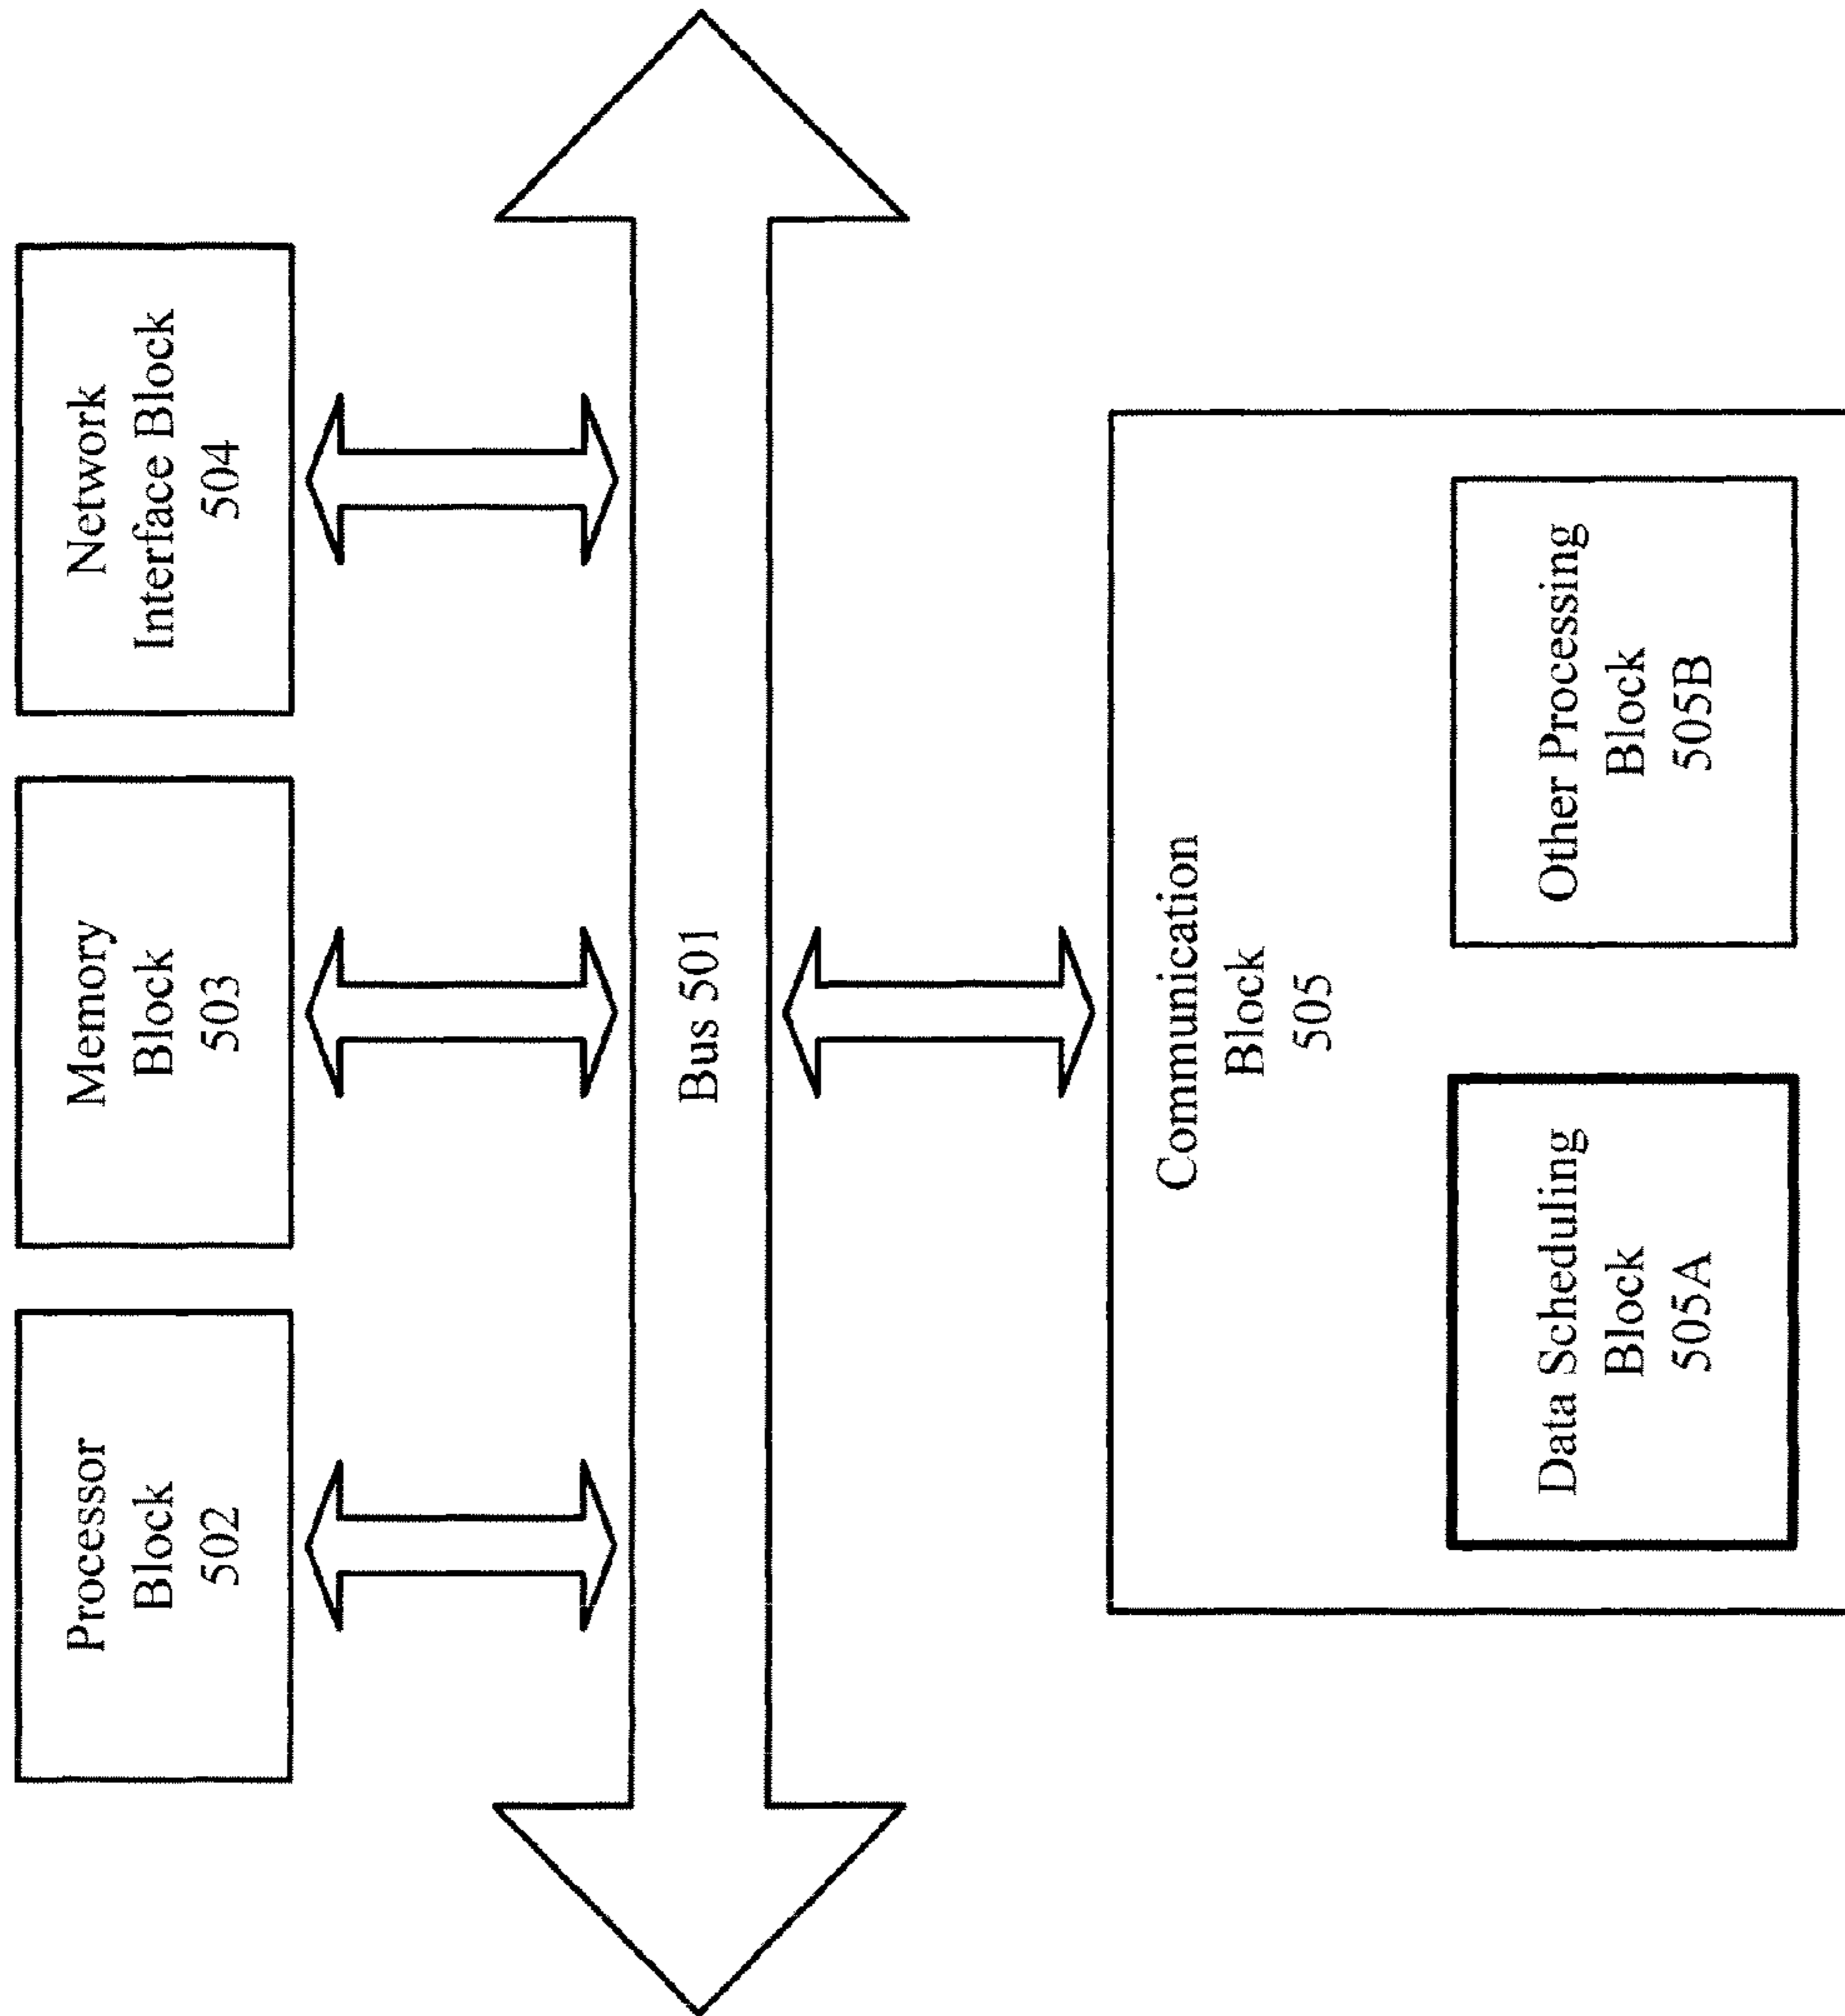 Processor
Block
502
Memory
Block
503
Network
Interface Block
504
Bus 501
Communication
Block
505
Data Scheduling
Block
505A
Other Processing
Block
505B